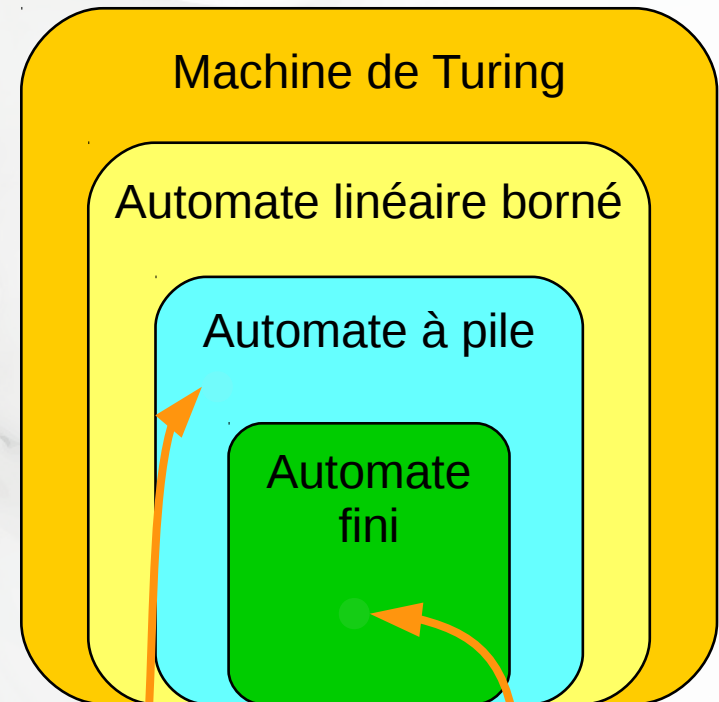 Machine de Turing
Automate linéaire borné
Automate à pile
Automate
fini